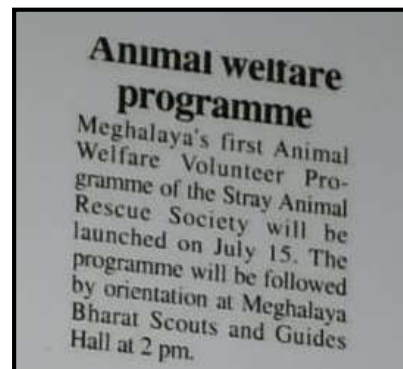 Animal welfare
programme
Meghalaya's first Animal
Welfare Volunteer Pro-
gramme of the Stray Animal
Rescue Society will be
launched on July 15. The
programme will be followed
by orientation at Meghalaya
Bharat Scouts and Guides
Hall at 2 pm.